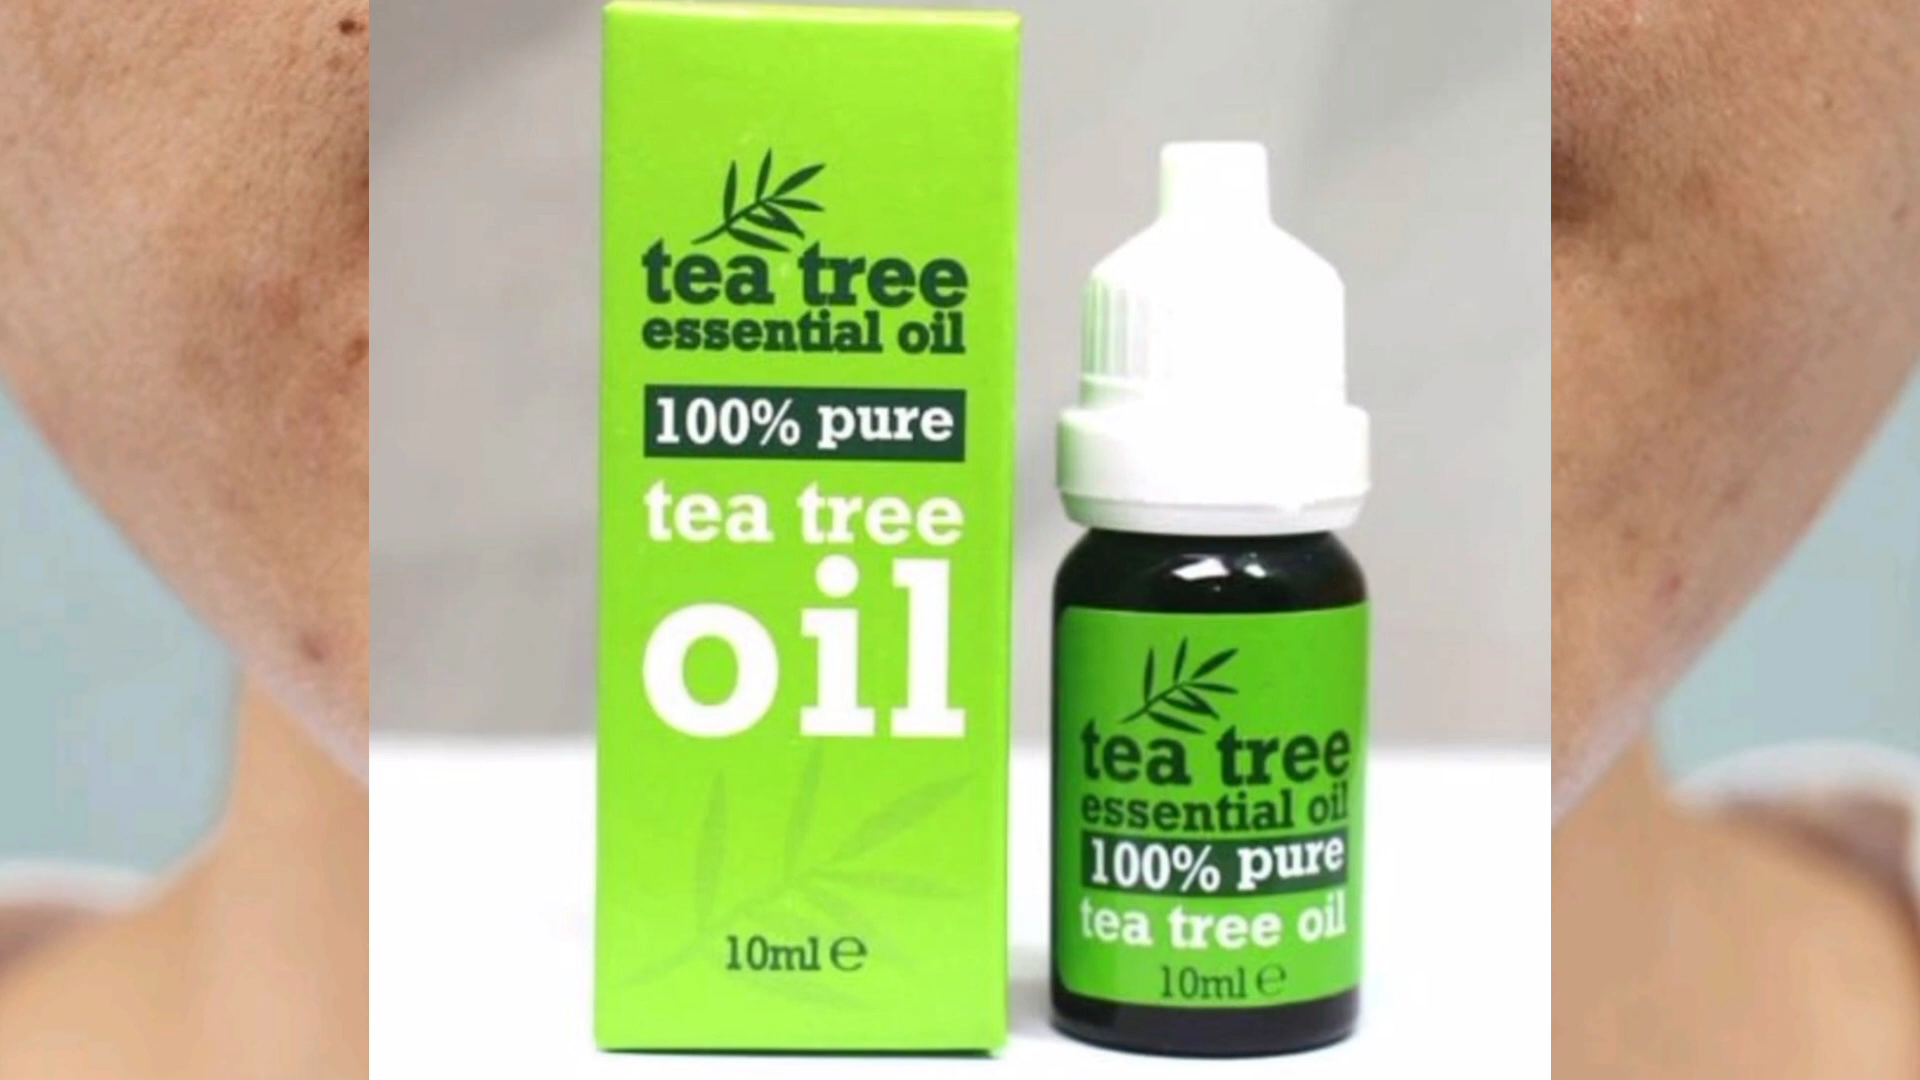 tea tree
essential oil
100% pure
tea tree
oil
10ml ℮
tea tree
essential oil
100% pure
tea tree oil
10ml ℮